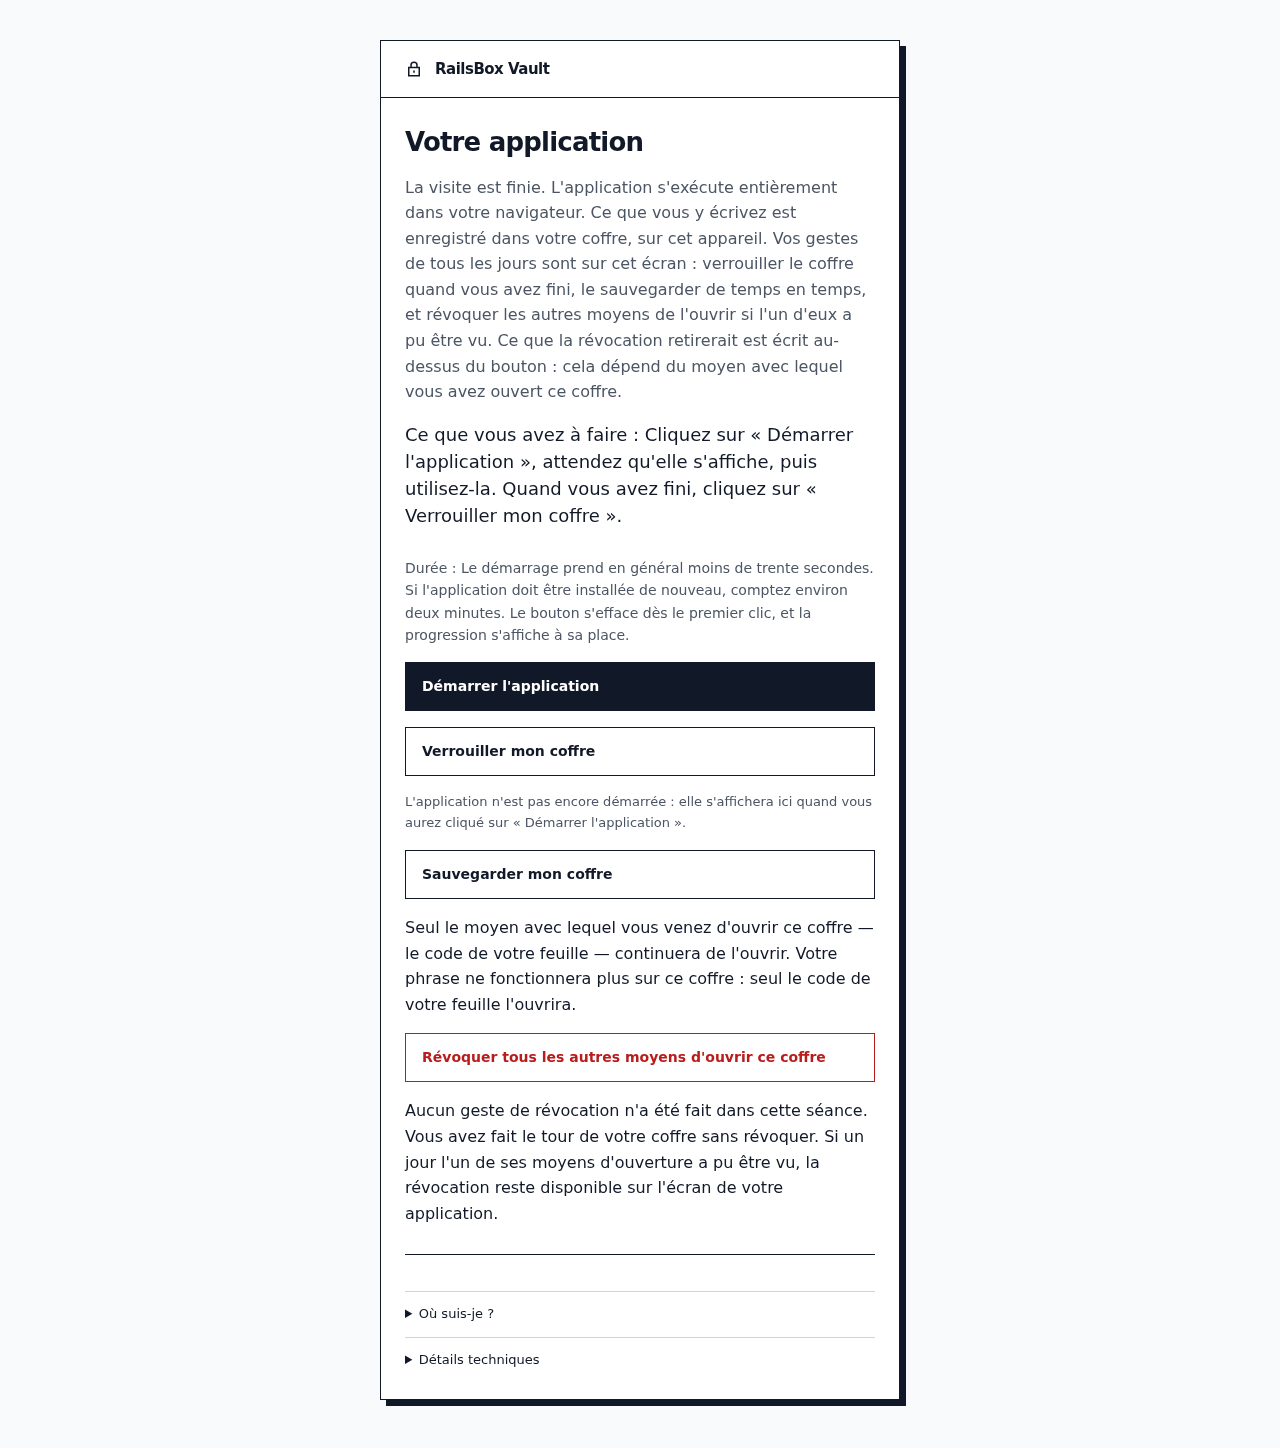 RailsBox Vault
Votre application
La visite est finie. L'application s'exécute entièrement
dans votre navigateur. Ce que vous y écrivez est
enregistré dans votre coffre, sur cet appareil. Vos gestes
de tous les jours sont sur cet écran : verrouiller le coffre
quand vous avez fini, le sauvegarder de temps en temps,
et révoquer les autres moyens de l'ouvrir si l'un d'eux a
pu être vu. Ce que la révocation retirerait est écrit au-
dessus du bouton : cela dépend du moyen avec lequel
vous avez ouvert ce coffre.
Ce que vous avez à faire : Cliquez sur « Démarrer
l'application », attendez qu'elle s'affiche, puis
utilisez-la. Quand vous avez fini, cliquez sur «
Verrouiller mon coffre ».
Durée : Le démarrage prend en général moins de trente secondes.
Si l'application doit être installée de nouveau, comptez environ
deux minutes. Le bouton s'efface dès le premier clic, et la
progression s'affiche à sa place.
Démarrer l'application
Verrouiller mon coffre
L'application n'est pas encore démarrée : elle s'affichera ici quand vous
aurez cliqué sur « Démarrer l'application ».
Sauvegarder mon coffre
Seul le moyen avec lequel vous venez d'ouvrir ce coffre —
le code de votre feuille — continuera de l'ouvrir. Votre
phrase ne fonctionnera plus sur ce coffre : seul le code de
votre feuille l'ouvrira.
Révoquer tous les autres moyens d'ouvrir ce coffre
Aucun geste de révocation n'a été fait dans cette séance.
Vous avez fait le tour de votre coffre sans révoquer. Si un
jour l'un de ses moyens d'ouverture a pu être vu, la
révocation reste disponible sur l'écran de votre
application.
Où suis-je ?
Détails techniques